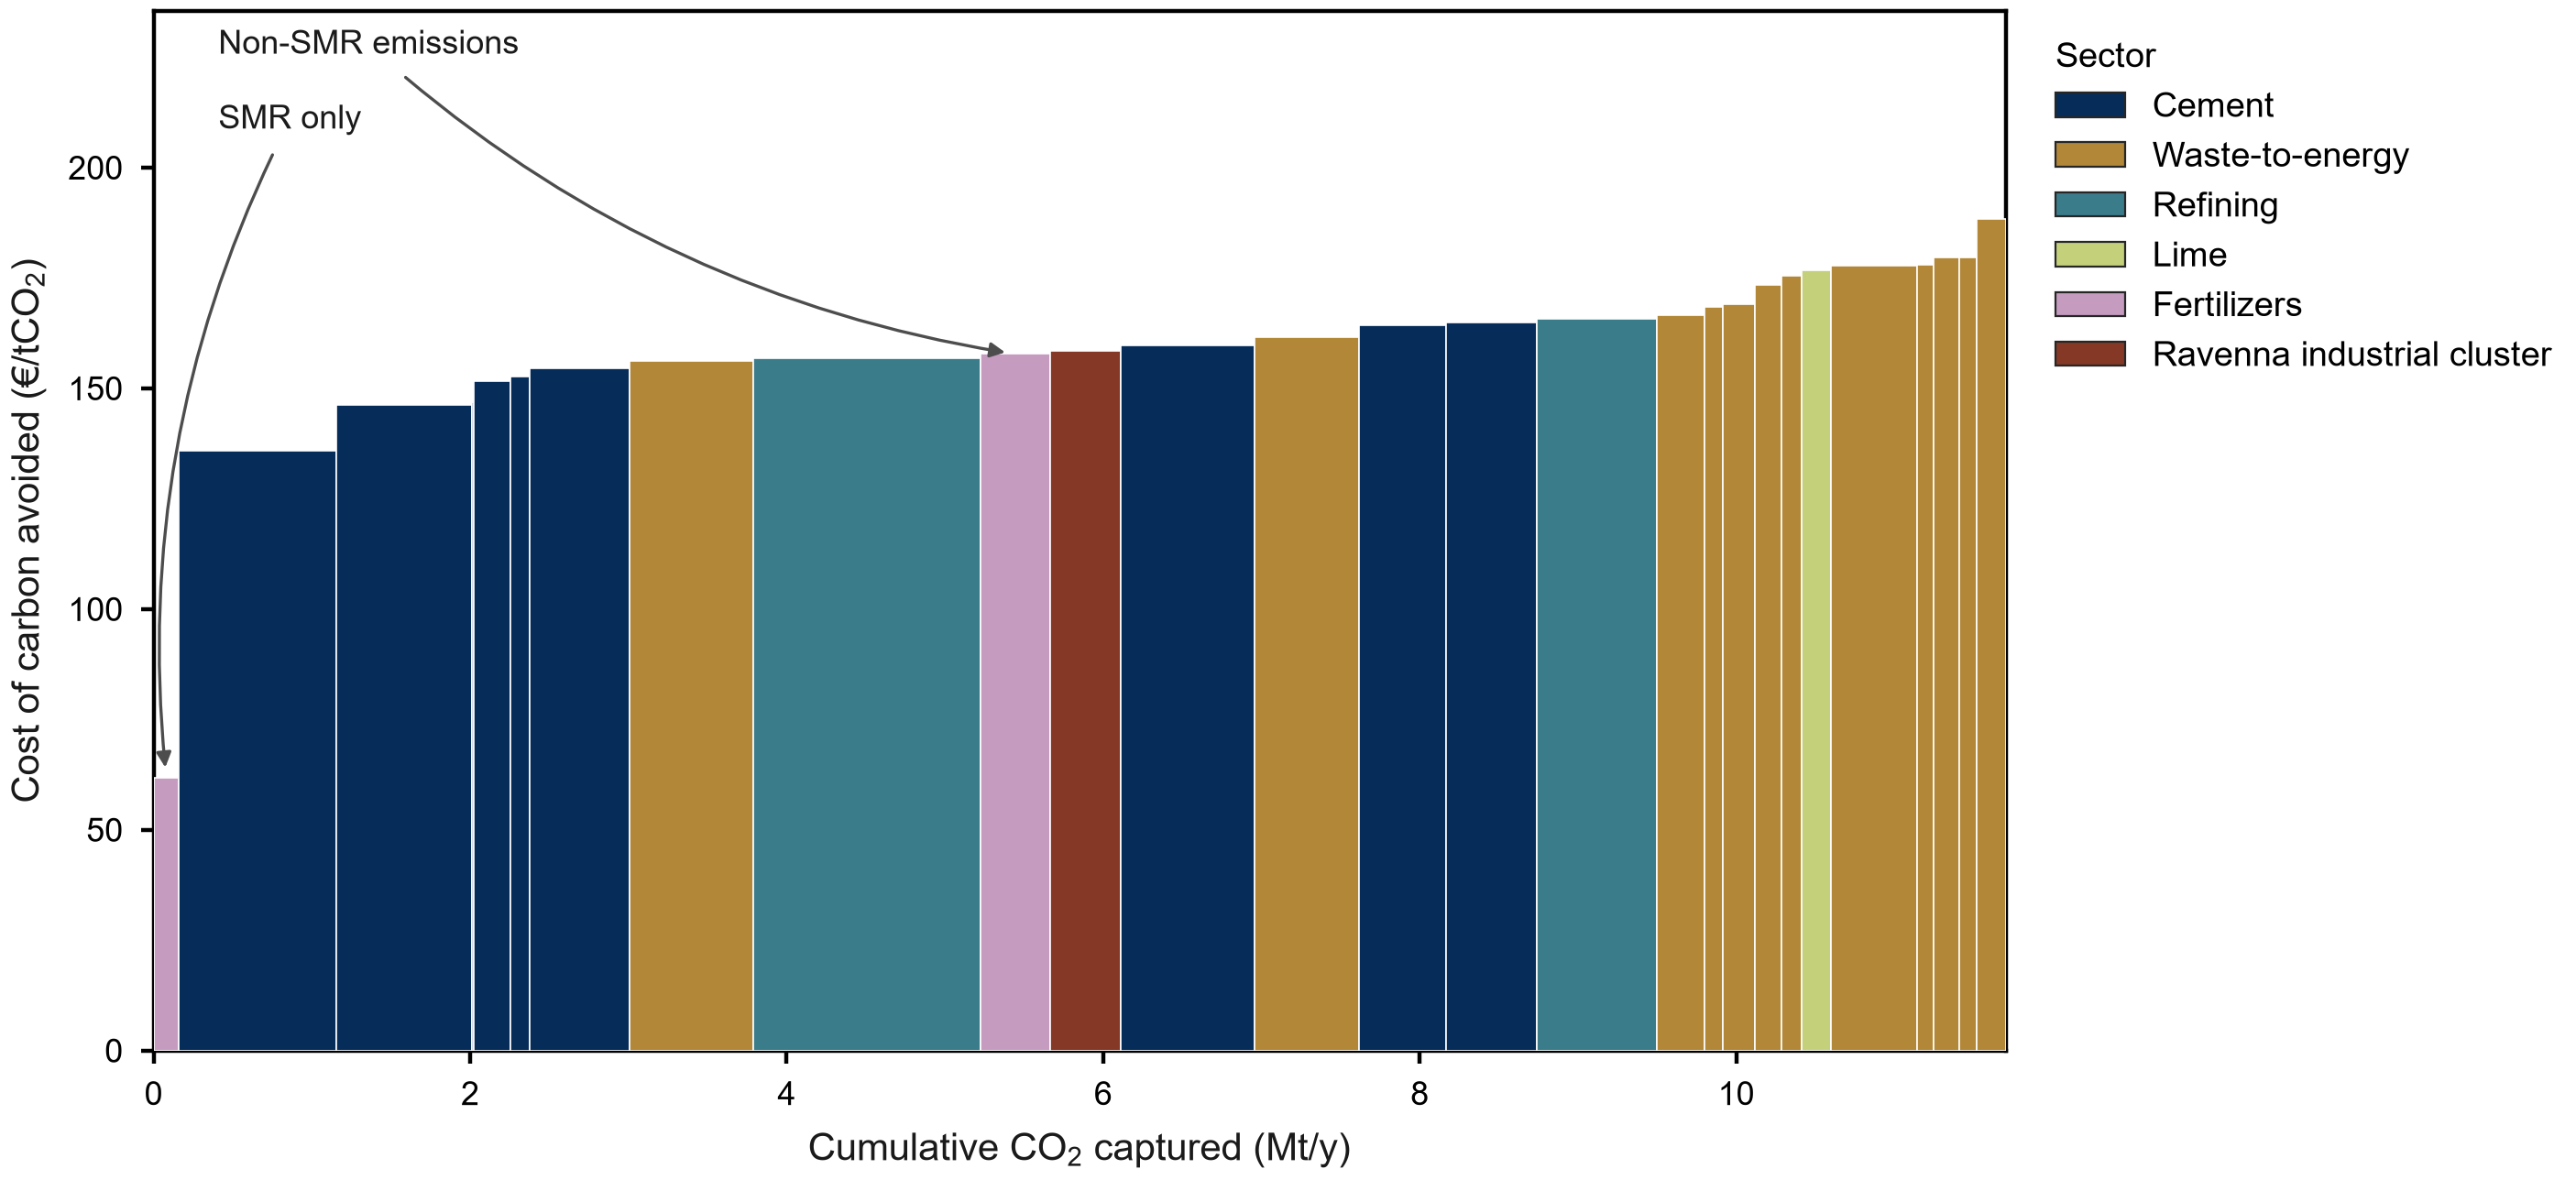 Non-SMR emissions
SMR only
Sector
Cement
Waste-to-energy
Refining
Lime
Fertilizers
Ravenna industrial cluster
Cost of carbon avoided (€/tCO₂)
200
150
100
50
0
0 2 4 6 8 10
Cumulative CO₂ captured (Mt/y)